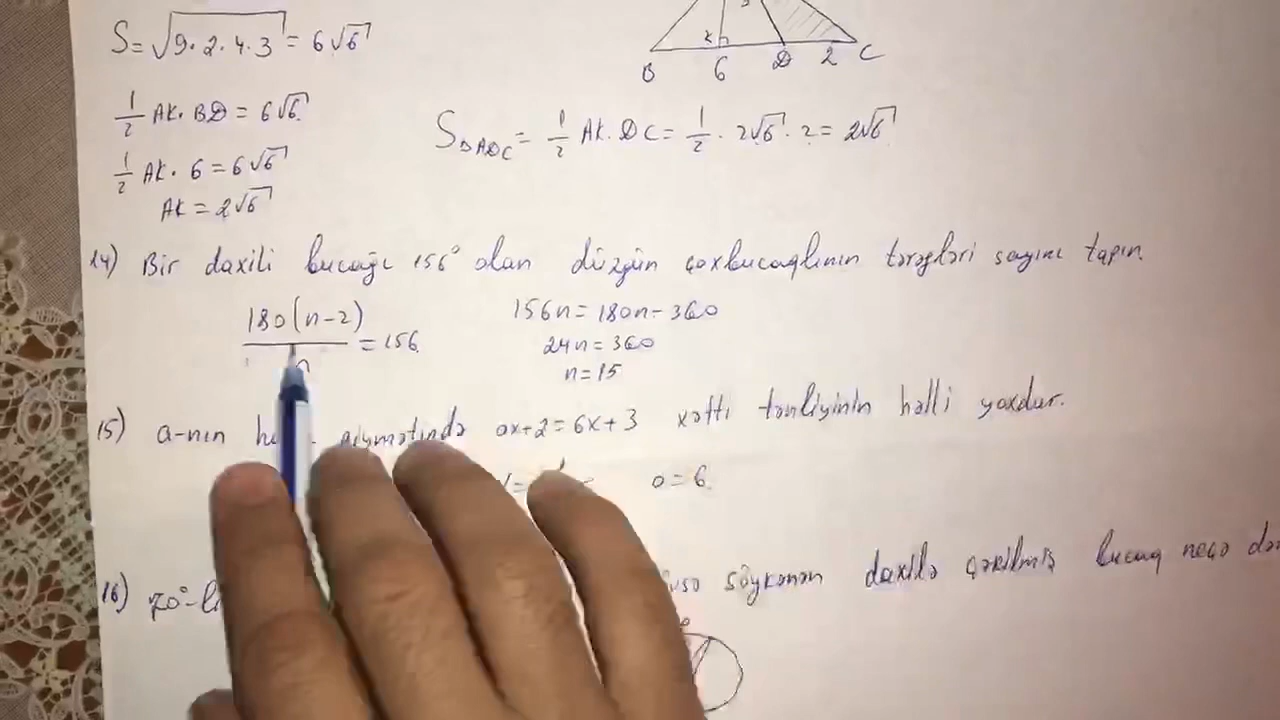 S=√9·2·4·3 = 6√6
B 6 D 2 C
1/2 AK·BD = 6√6
1/2 AK·6 = 6√6
AK = 2√6
S△ADC = 1/2 AK·DC = 1/2 · 2√6 · 2 = 2√6
14) Bir daxili bucağı 156° olan düzgün çoxbucaqlının tərəfləri sayını tapın.
180(n-2)/n = 156
156n = 180n - 360
24n = 360
n = 15
15) a-nın qiymətində ax+2=6x+3 xətti tənliyinin həlli yoxdur.
a = 6
16) 70°-li söykənən daxilə çəkilmiş bucaq neçə